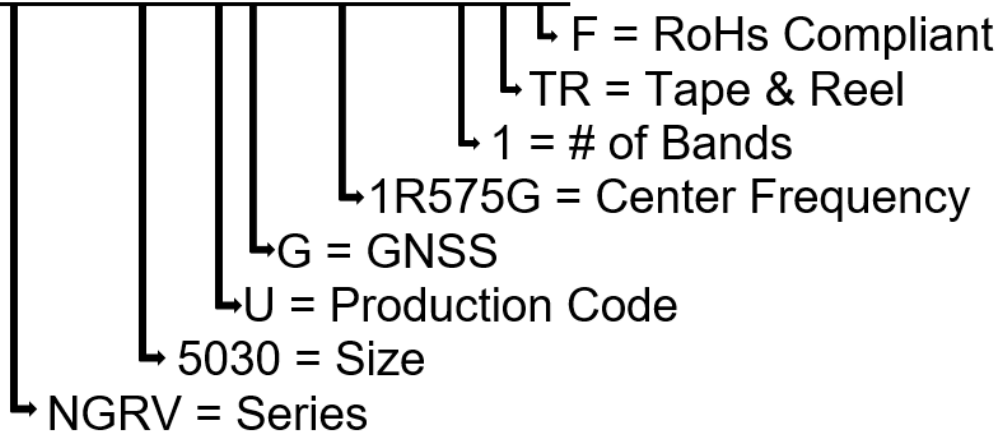 F = RoHs Compliant
TR = Tape & Reel
1 = # of Bands
1R575G = Center Frequency
G = GNSS
U = Production Code
5030 = Size
NGRV = Series